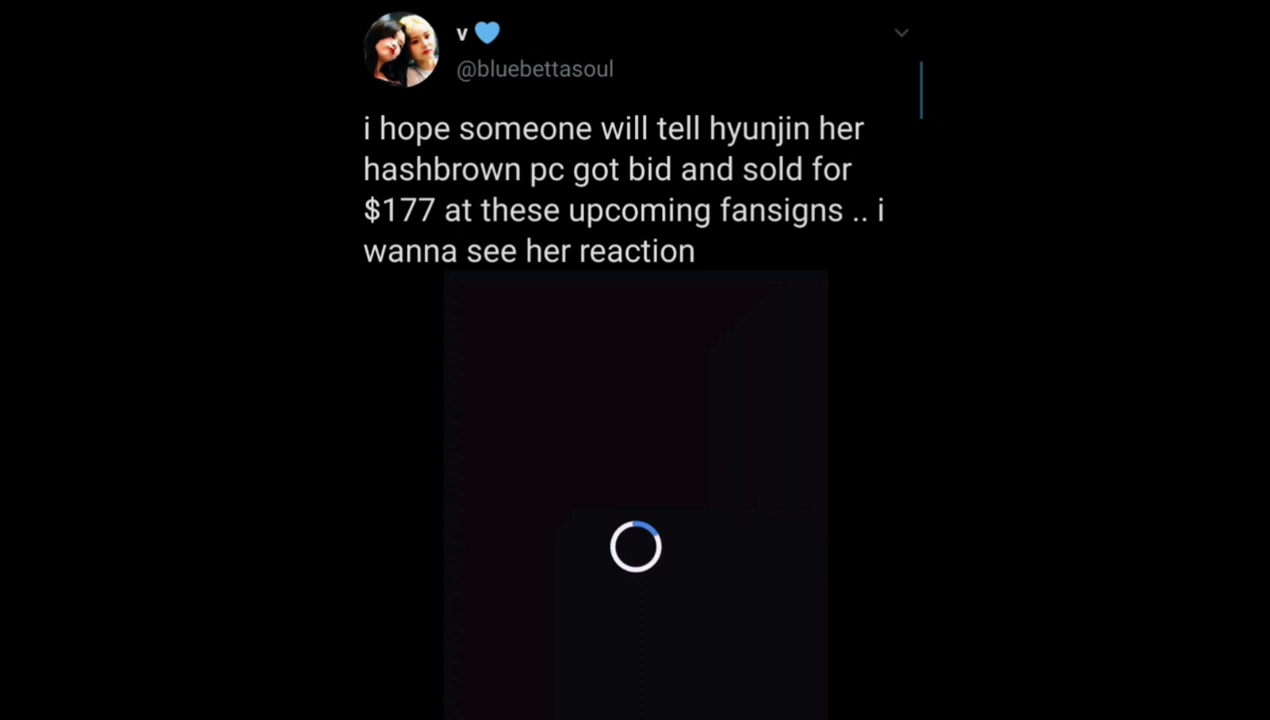 v 💙
@bluebettasoul
i hope someone will tell hyunjin her
hashbrown pc got bid and sold for
$177 at these upcoming fansigns .. i
wanna see her reaction